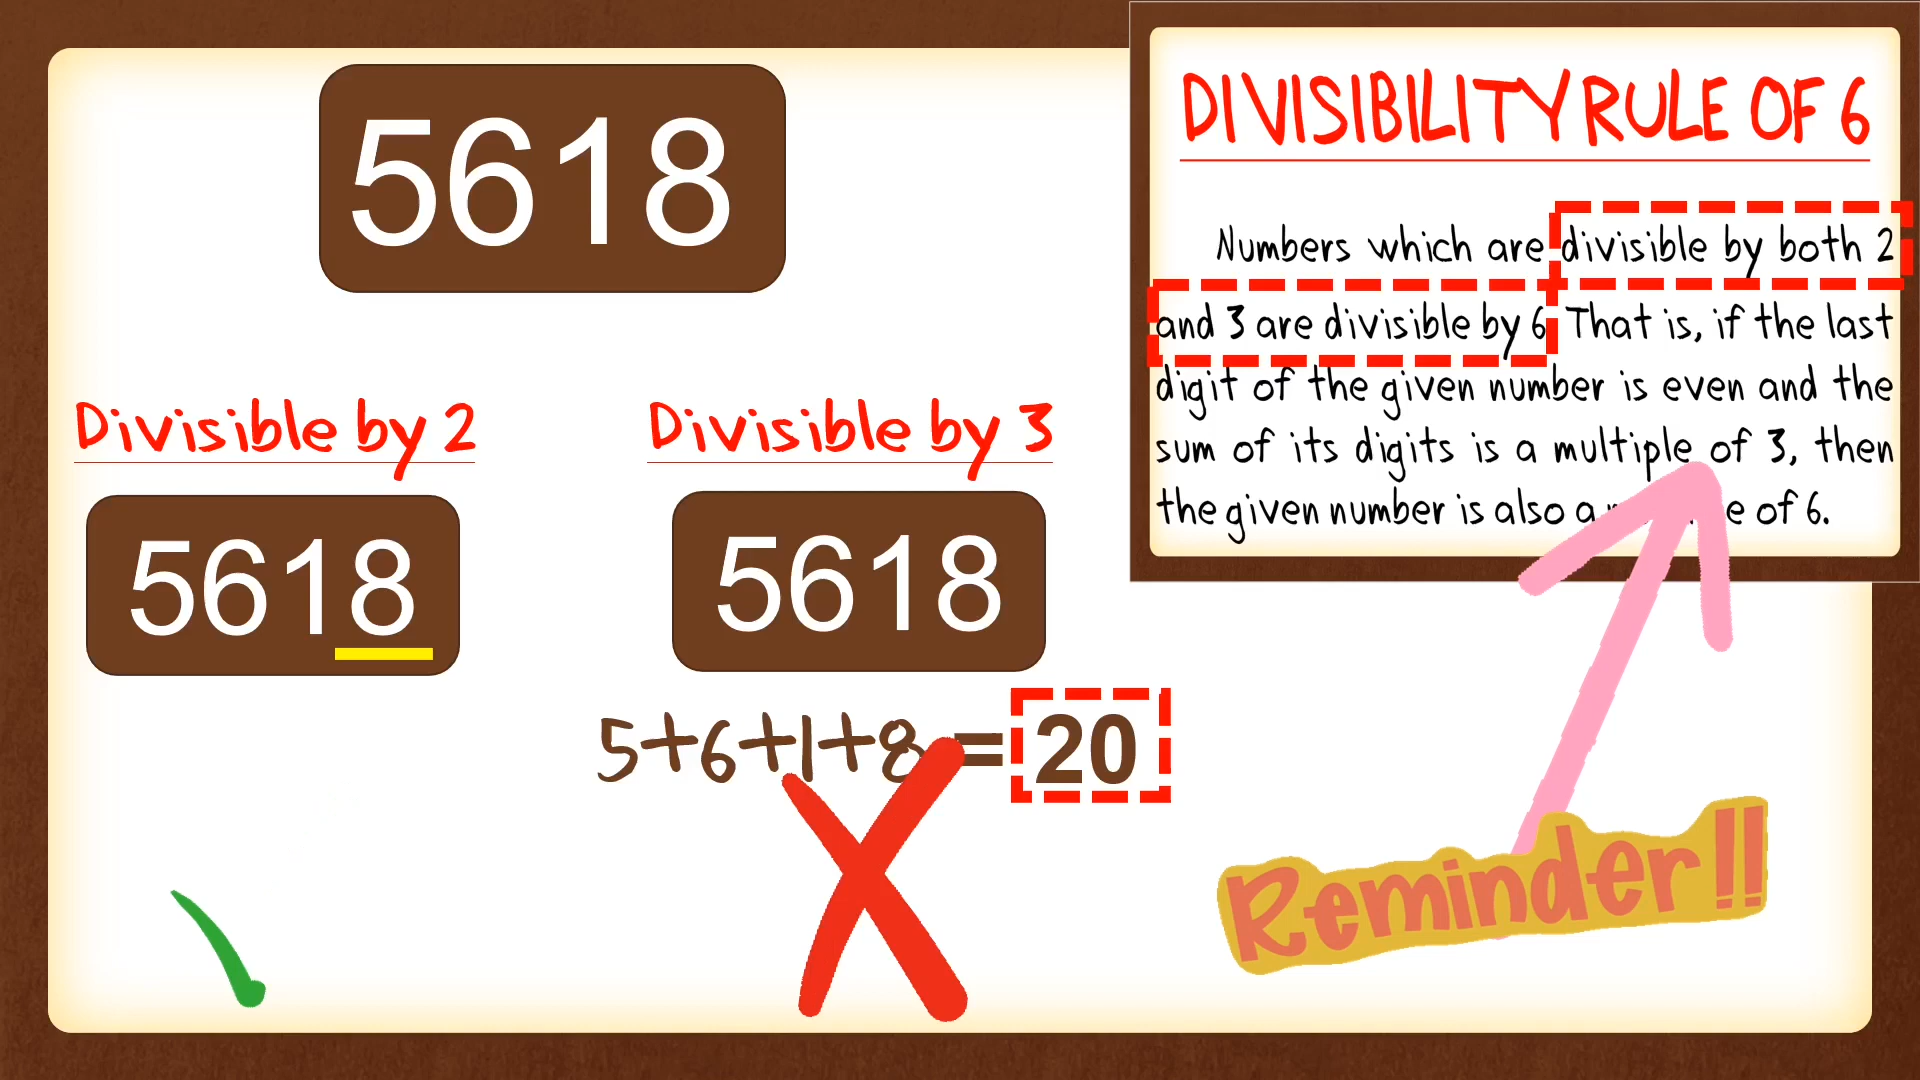 5618
DIVISIBILITY RULE OF 6
Numbers which are divisible by both 2
and 3 are divisible by 6 That is, if the last
digit of the given number is even and the
sum of its digits is a multiple of 3, then
the given number is also a of 6.
Divisible by 2
5618
Divisible by 3
5618
5+6+1+8 = 20
Reminder!!